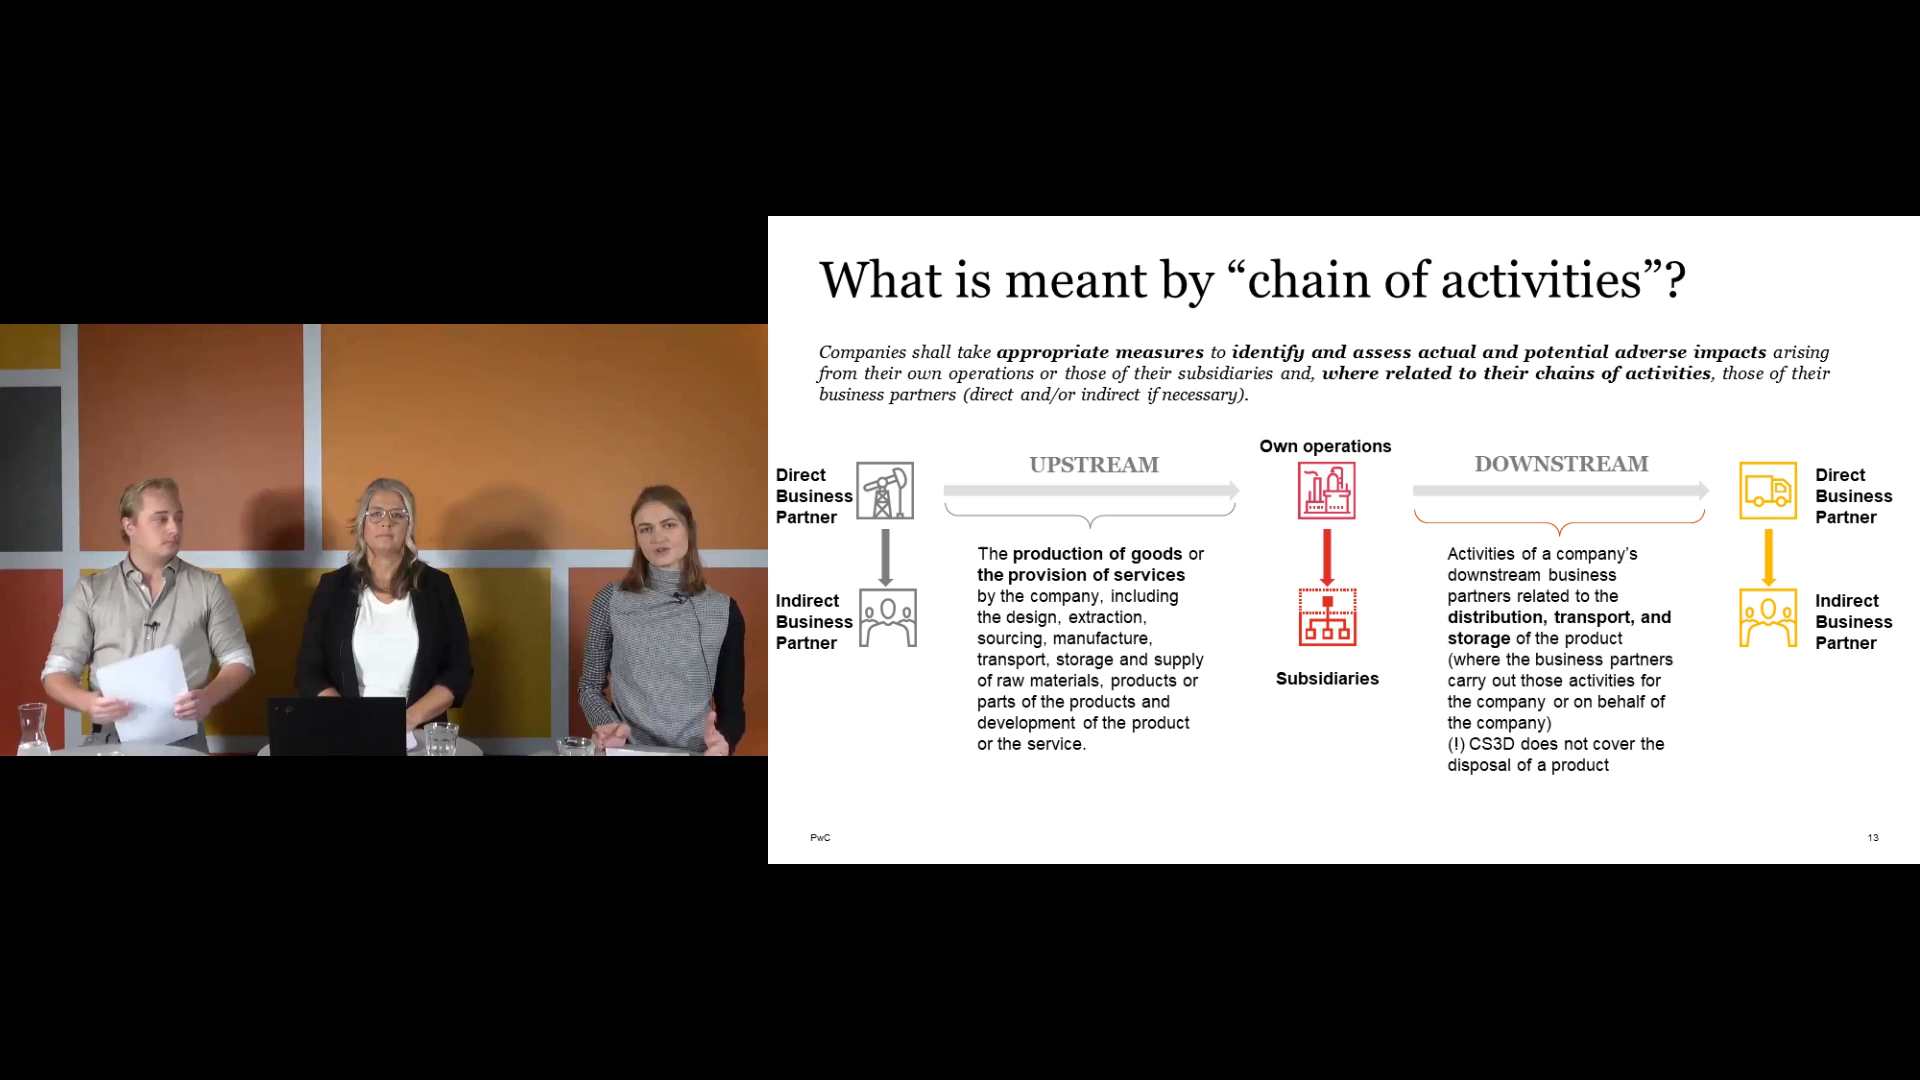 What is meant by “chain of activities”?
Companies shall take appropriate measures to identify and assess actual and potential adverse impacts arising
from their own operations or those of their subsidiaries and, where related to their chains of activities, those of their
business partners (direct and/or indirect if necessary).
Direct
Business
Partner
Indirect
Business
Partner
UPSTREAM
The production of goods or
the provision of services
by the company, including
the design, extraction,
sourcing, manufacture,
transport, storage and supply
of raw materials, products or
parts of the products and
development of the product
or the service.
Own operations
Subsidiaries
DOWNSTREAM
Activities of a company’s
downstream business
partners related to the
distribution, transport, and
storage of the product
(where the business partners
carry out those activities for
the company or on behalf of
the company)
(!) CS3D does not cover the
disposal of a product
Direct
Business
Partner
Indirect
Business
Partner
PwC
13